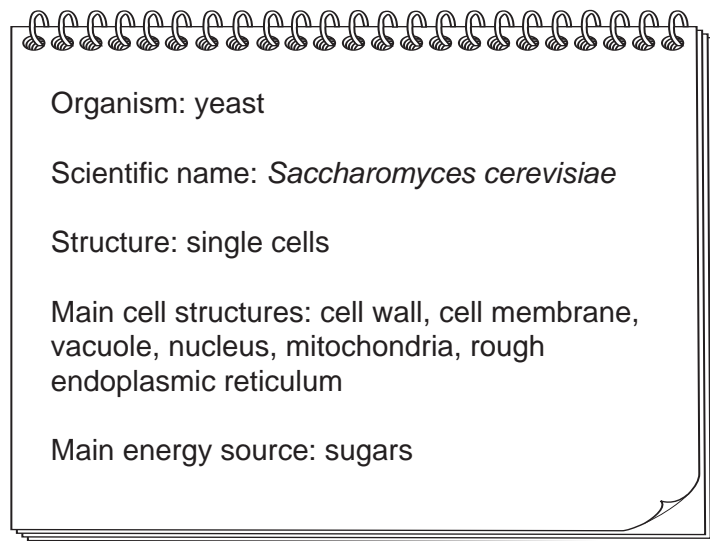 Organism: yeast
Scientific name: Saccharomyces cerevisiae
Structure: single cells
Main cell structures: cell wall, cell membrane,
vacuole, nucleus, mitochondria, rough
endoplasmic reticulum
Main energy source: sugars